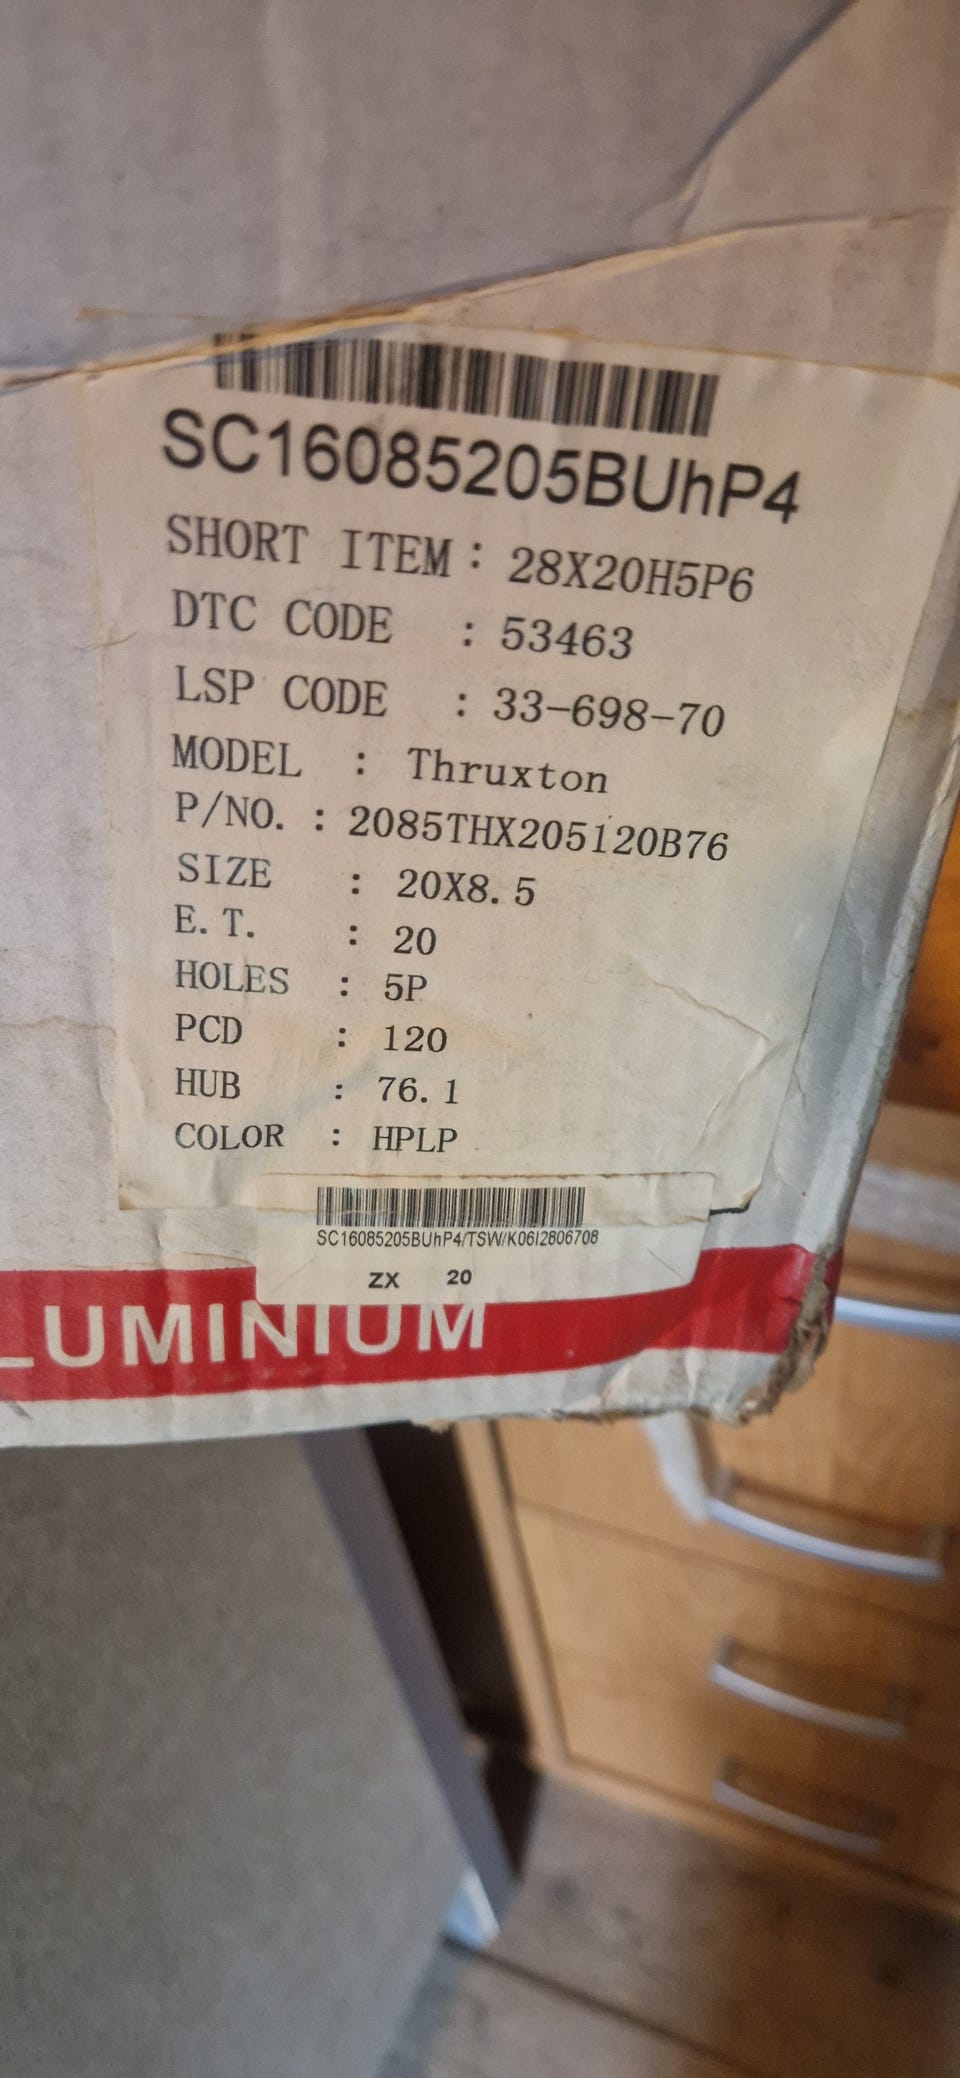 SC16085205BUhP4
SHORT ITEM : 28X20H5P6
DTC CODE : 53463
LSP CODE : 33-698-70
MODEL : Thruxton
P/NO. : 2085THX205120B76
SIZE : 20X8.5
E.T. : 20
HOLES : 5P
PCD : 120
HUB : 76.1
COLOR : HPLP
SC16085205BUhP4/TSW/K06I2806708
ZX 20
LUMINIUM